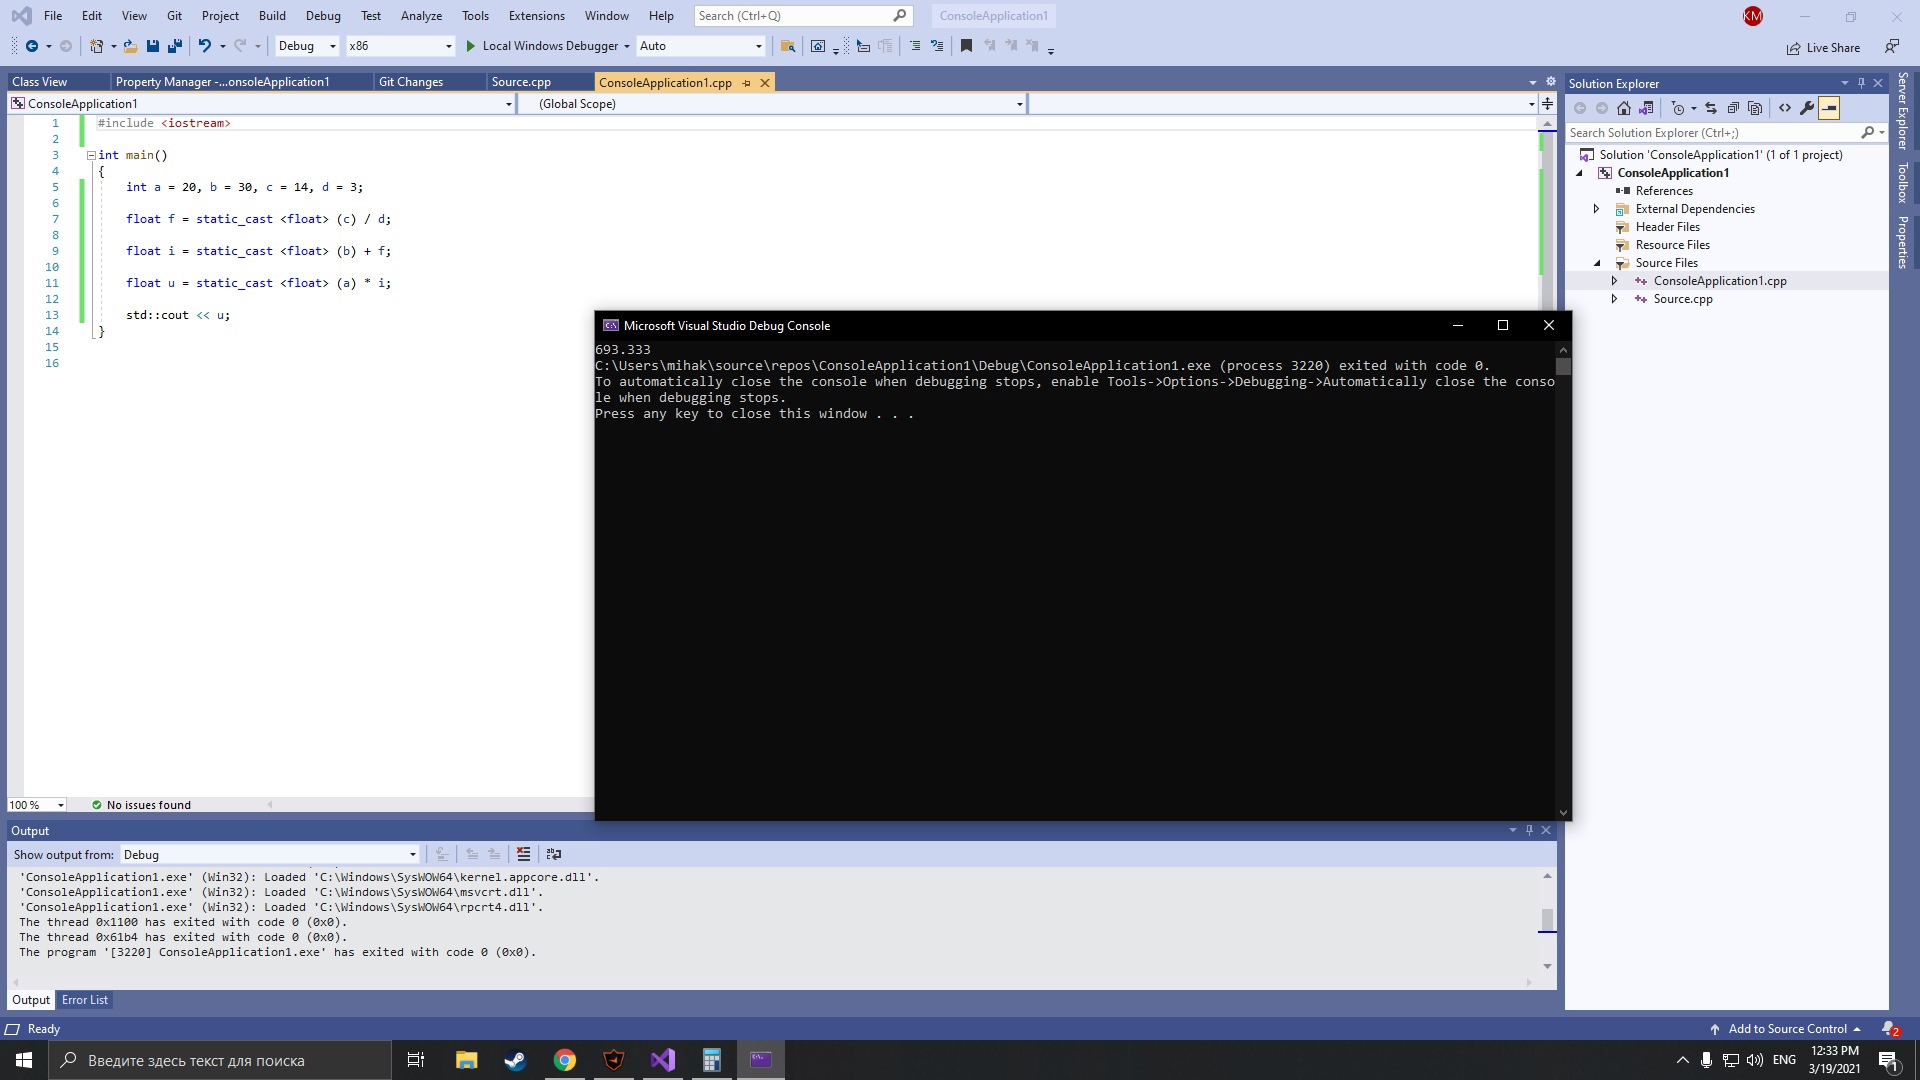 File Edit View Git Project Build Debug Test Analyze Tools Extensions Window Help Search (Ctrl+Q) ConsoleApplication1 KM
Debug x86 Local Windows Debugger Auto Live Share
Class View Property Manager -...onsoleApplication1 Git Changes Source.cpp ConsoleApplication1.cpp
ConsoleApplication1 (Global Scope)
1 #include <iostream>
2
3 int main()
4 {
5 int a = 20, b = 30, c = 14, d = 3;
6
7 float f = static_cast <float> (c) / d;
8
9 float i = static_cast <float> (b) + f;
10
11 float u = static_cast <float> (a) * i;
12
13 std::cout << u;
14 }
15
16
Microsoft Visual Studio Debug Console
693.333
C:\Users\mihak\source\repos\ConsoleApplication1\Debug\ConsoleApplication1.exe (process 3220) exited with code 0.
To automatically close the console when debugging stops, enable Tools->Options->Debugging->Automatically close the conso
le when debugging stops.
Press any key to close this window . . .
100 % No issues found
Solution Explorer
Search Solution Explorer (Ctrl+;)
Solution 'ConsoleApplication1' (1 of 1 project)
ConsoleApplication1
References
External Dependencies
Header Files
Resource Files
Source Files
ConsoleApplication1.cpp
Source.cpp
Server Explorer
Toolbox
Properties
Output
Show output from: Debug
'ConsoleApplication1.exe' (Win32): Loaded 'C:\Windows\SysWOW64\kernel.appcore.dll'.
'ConsoleApplication1.exe' (Win32): Loaded 'C:\Windows\SysWOW64\msvcrt.dll'.
'ConsoleApplication1.exe' (Win32): Loaded 'C:\Windows\SysWOW64\rpcrt4.dll'.
The thread 0x1100 has exited with code 0 (0x0).
The thread 0x61b4 has exited with code 0 (0x0).
The program '[3220] ConsoleApplication1.exe' has exited with code 0 (0x0).
Output Error List
Ready Add to Source Control 2
Введите здесь текст для поиска
ENG
12:33 PM
3/19/2021
1